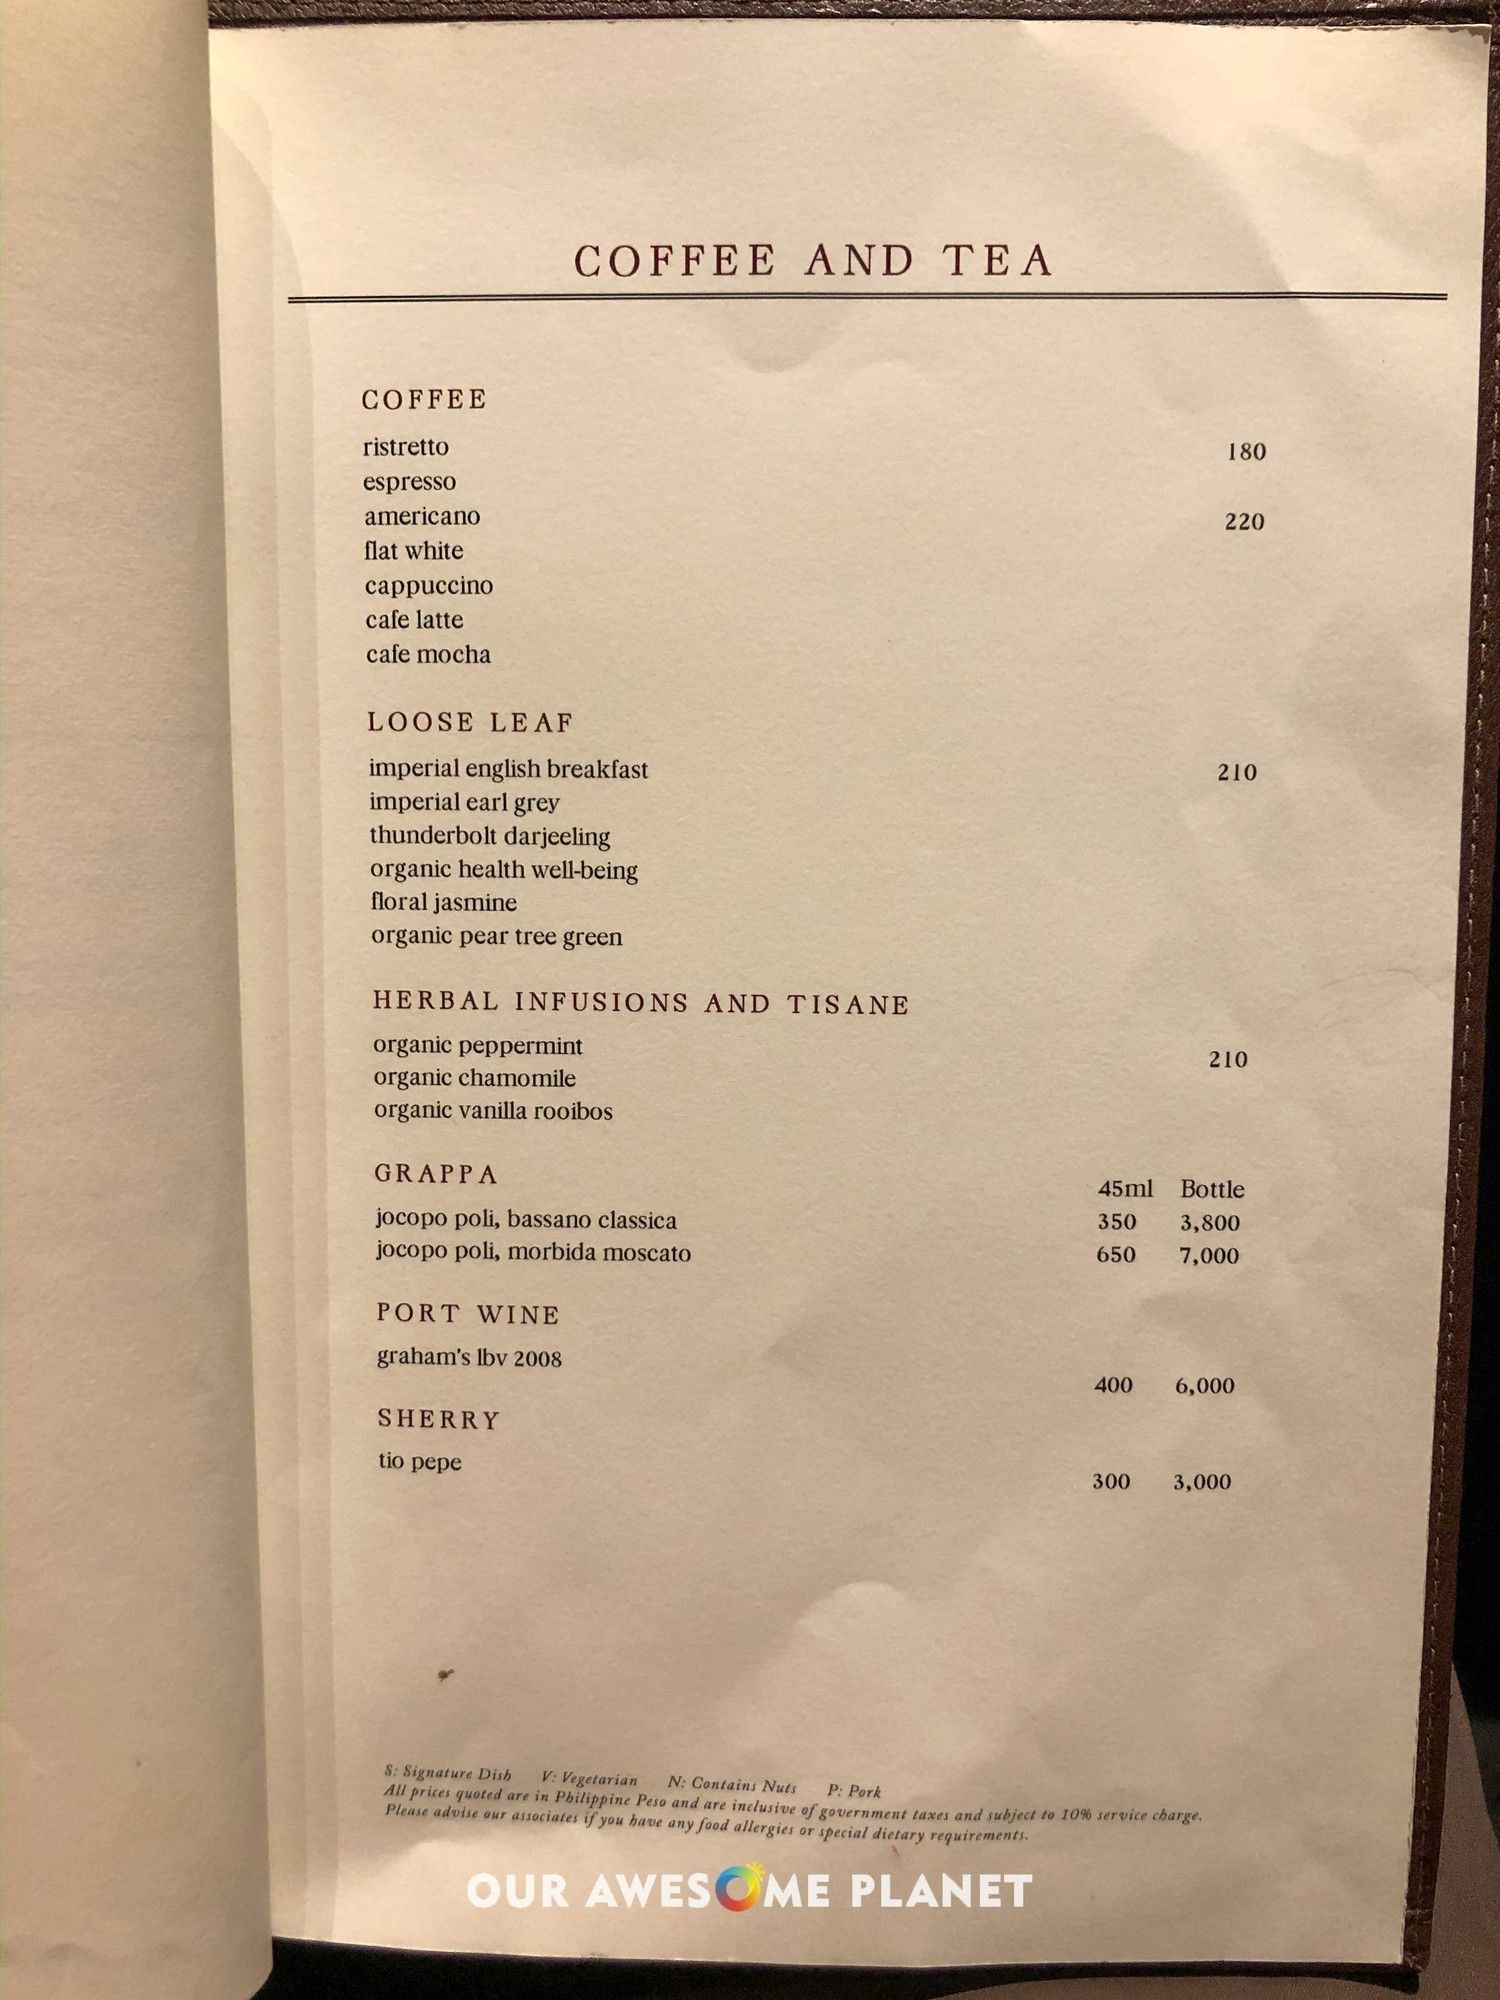 COFFEE AND TEA
COFFEE
ristretto 180
espresso
americano 220
flat white
cappuccino
cafe latte
cafe mocha
LOOSE LEAF
imperial english breakfast 210
imperial earl grey
thunderbolt darjeeling
organic health well-being
floral jasmine
organic pear tree green
HERBAL INFUSIONS AND TISANE
organic peppermint 210
organic chamomile
organic vanilla rooibos
GRAPPA 45ml Bottle
jocopo poli, bassano classica 350 3,800
jocopo poli, morbida moscato 650 7,000
PORT WINE
graham's lbv 2008
400 6,000
SHERRY
tio pepe
300 3,000
S: Signature Dish V: Vegetarian N: Contains Nuts P: Pork
All prices quoted are in Philippine Peso and are inclusive of government taxes and subject to 10% service charge.
Please advise our associates if you have any food allergies or special dietary requirements.
OUR AWESOME PLANET